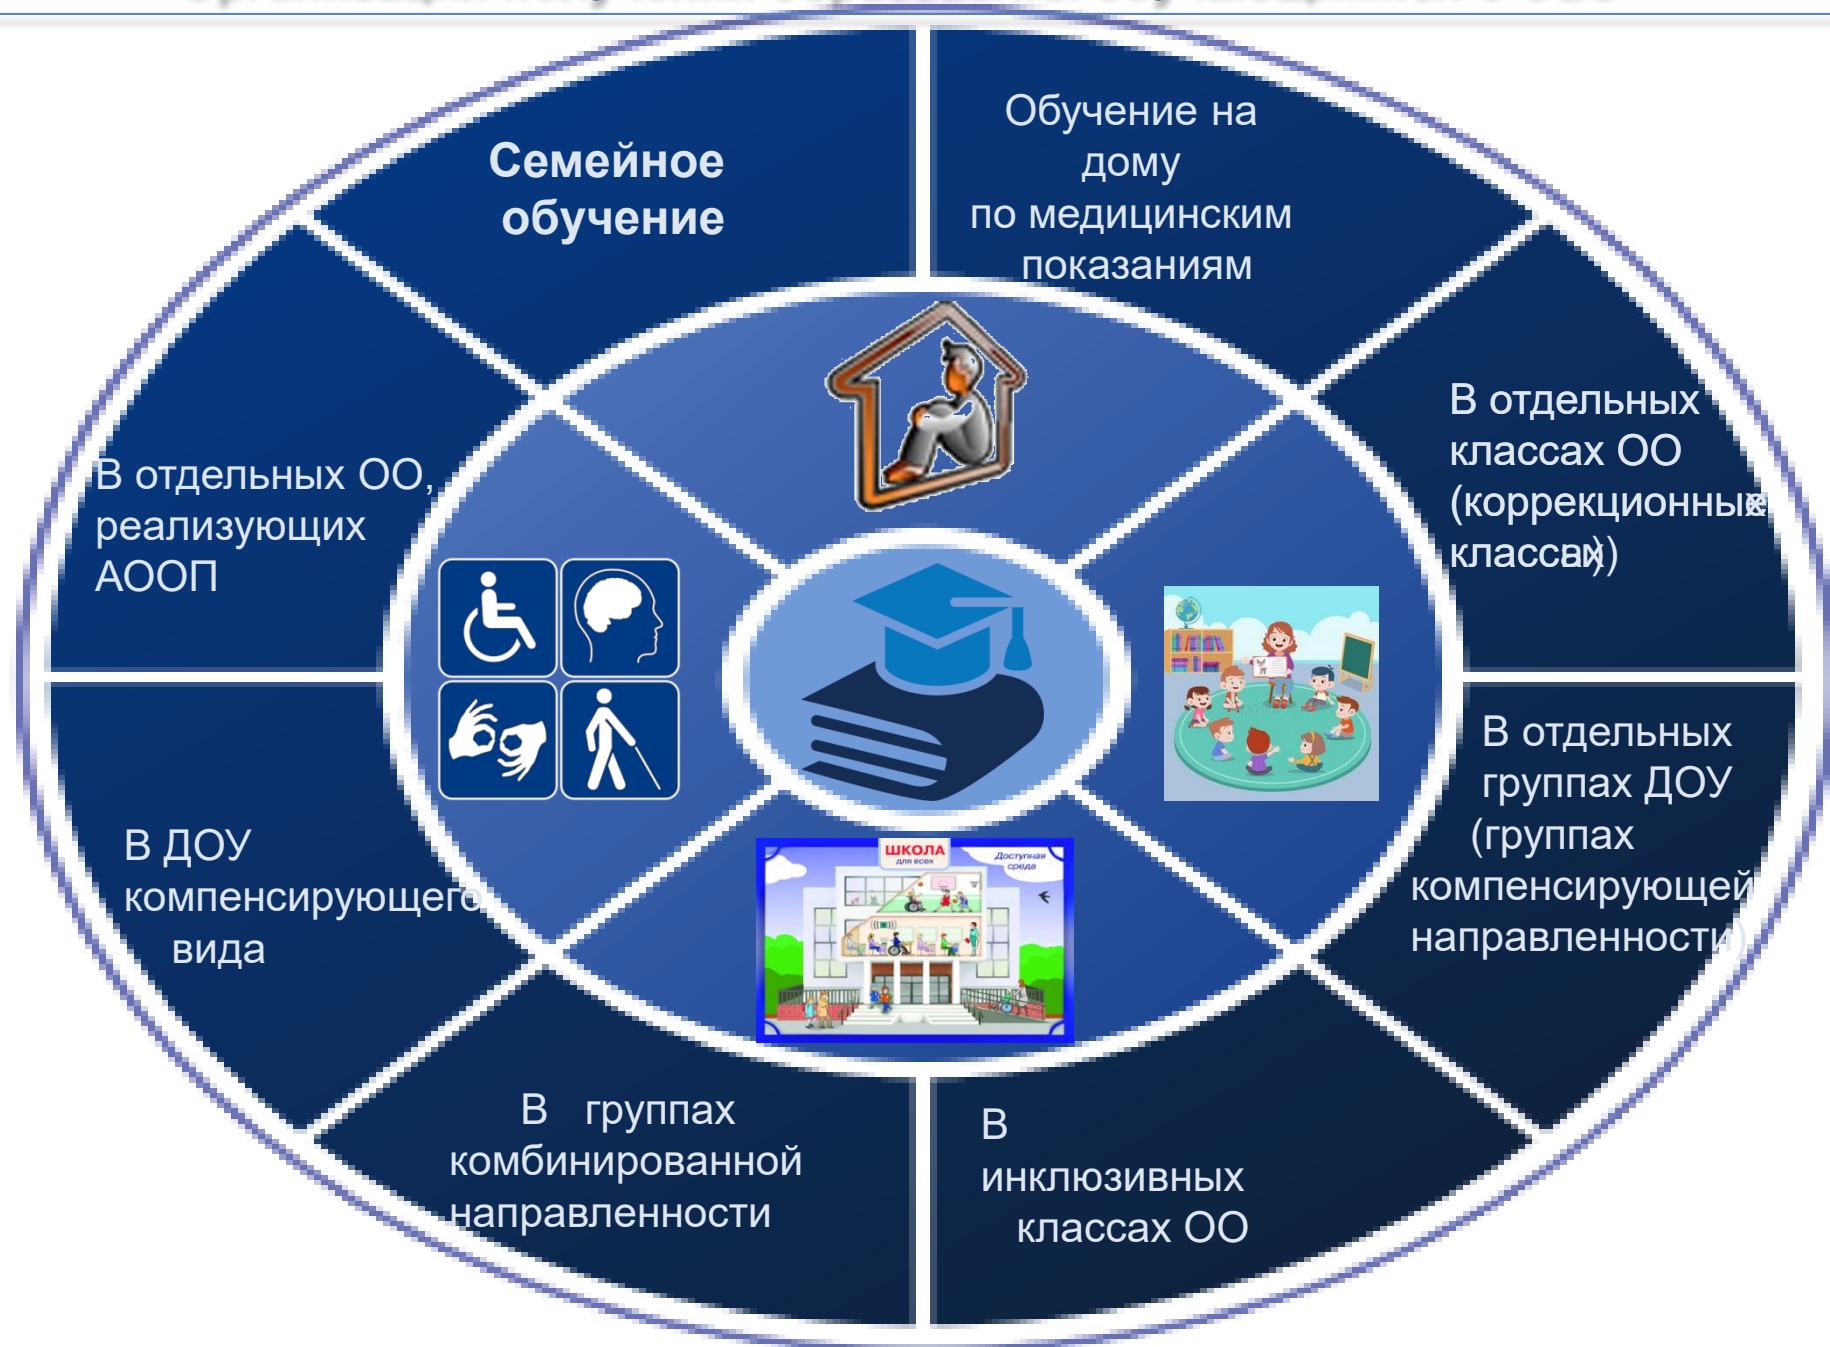 Семейное
обучение
Обучение на
дому
по медицинским
показаниям
В отдельных
классах ОО
(коррекционных
классах)
В отдельных
группах ДОУ
(группах
компенсирующей
направленности)
В
инклюзивных
классах ОО
В группах
комбинированной
направленности
В ДОУ
компенсирующего
вида
В отдельных ОО,
реализующих
АООП
ШКОЛА
для всех
Доступная
среда